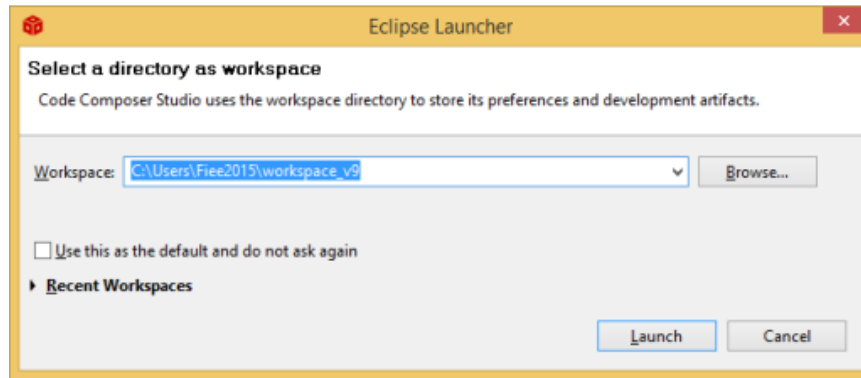 Eclipse Launcher
Select a directory as workspace
Code Composer Studio uses the workspace directory to store its preferences and development artifacts.
Workspace: C:\Users\Fiee2015\workspace_v9 Browse...
Use this as the default and do not ask again
Recent Workspaces
Launch Cancel